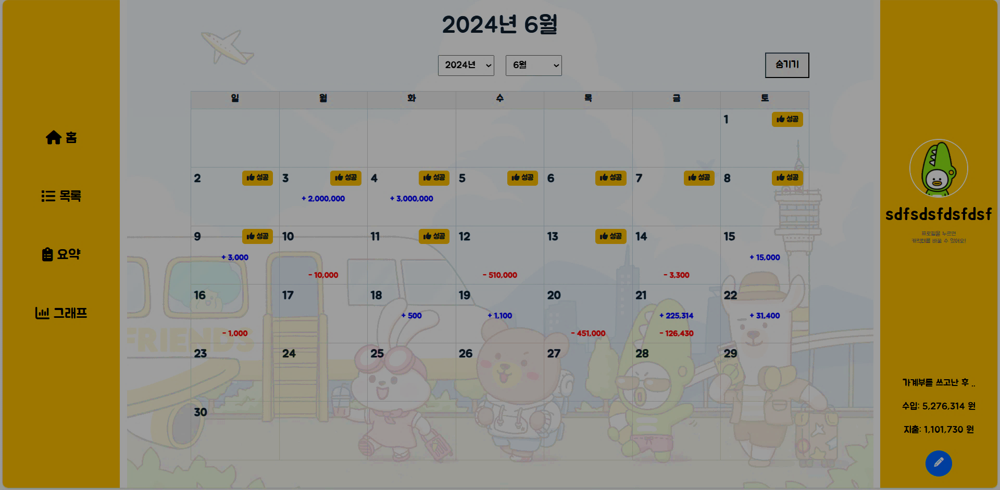 홈
목록
요약
그래프
2024년 6월
2024년
6월
숨기기
일 월 화 수 목 금 토
1 성공
2 성공 3 성공 4 성공 5 성공 6 성공 7 성공 8 성공
+ 2,000,000 + 3,000,000
9 성공 10 11 성공 12 13 성공 14 15
+ 3,000 + 15,000
- 10,000 - 510,000 - 3,300
16 17 18 19 20 21 22
+ 500 + 1,100 + 225,314 + 31,400
- 1,000 - 451,000 - 126,430
FRIENDS
23 24 25 26 27 28 29
30
sdfsdsfdsfdsf
프로필을 누르면
캐릭터를 바꿀 수 있어요!
가계부를 쓰고난 후 ..
수입: 5,276,314 원
지출: 1,101,730 원